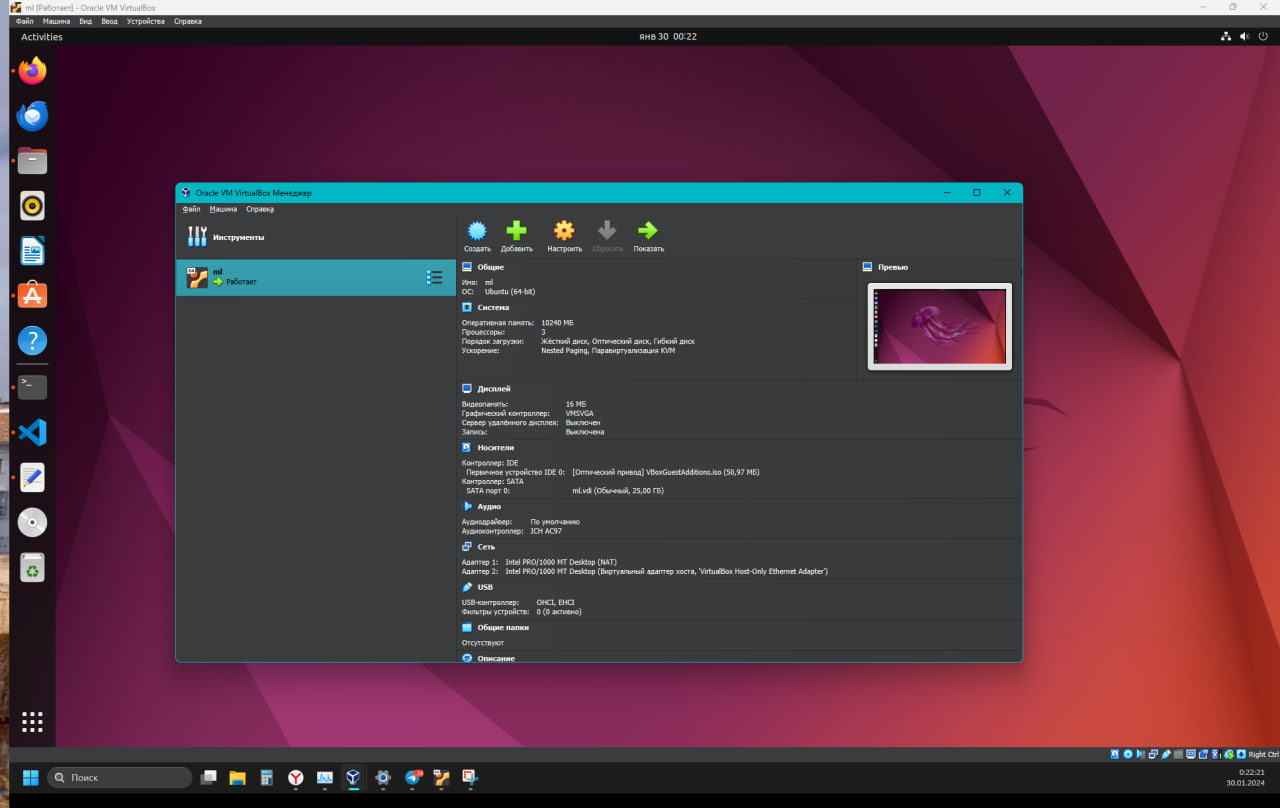 ml [Работает] - Oracle VM VirtualBox
Файл Машина Вид Ввод Устройства Справка
Activities
янв 30 00:22
Oracle VM VirtualBox Менеджер
Файл Машина Справка
Инструменты
Создать Добавить Настроить Сбросить Показать
ml
Работает
Общие
Имя: ml
ОС: Ubuntu (64-bit)
Превью
Система
Оперативная память: 10240 МБ
Процессоры: 3
Порядок загрузки: Жёсткий диск, Оптический диск, Гибкий диск
Ускорение: Nested Paging, Паравиртуализация KVM
Дисплей
Видеопамять: 16 МБ
Графический контроллер: VMSVGA
Сервер удалённого дисплея: Выключен
Запись: Выключена
Носители
Контроллер: IDE
Первичное устройство IDE 0: [Оптический привод] VBoxGuestAdditions.iso (50,97 МБ)
Контроллер: SATA
SATA порт 0: ml.vdi (Обычный, 25,00 ГБ)
Аудио
Аудиодрайвер: По умолчанию
Аудиоконтроллер: ICH AC97
Сеть
Адаптер 1: Intel PRO/1000 MT Desktop (NAT)
Адаптер 2: Intel PRO/1000 MT Desktop (Виртуальный адаптер хоста, 'VirtualBox Host-Only Ethernet Adapter')
USB
USB-контроллер: OHCI, EHCI
Фильтры устройств: 0 (0 активно)
Общие папки
Отсутствуют
Описание
Right Ctrl
Поиск
0:22:21
30.01.2024